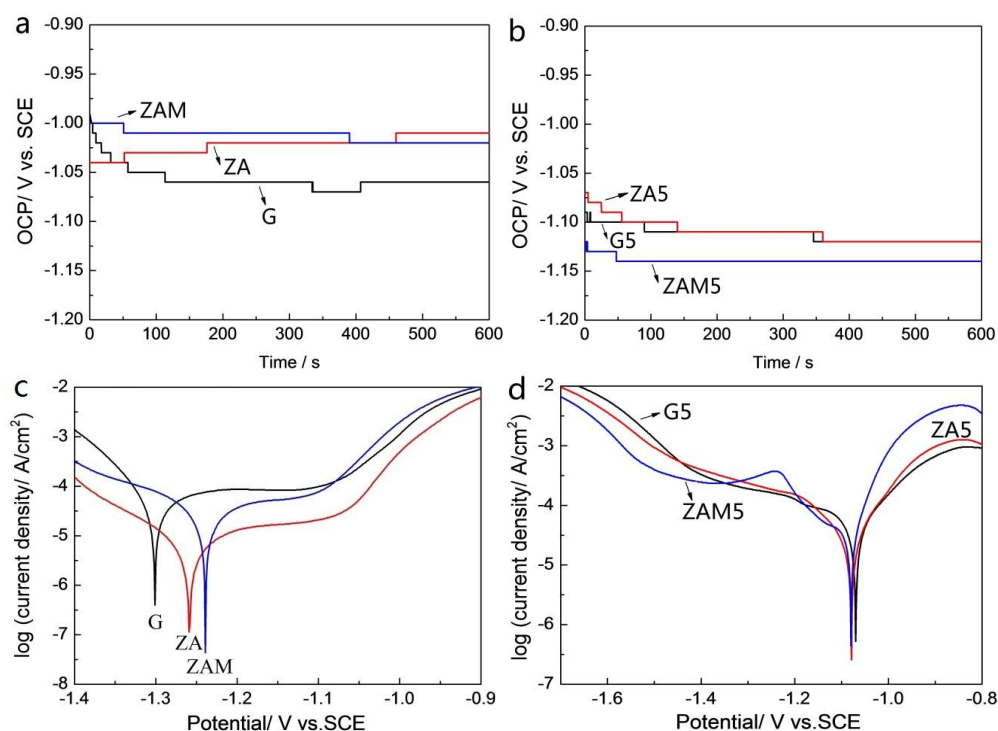 a
-0.90
-0.95
-1.00
-1.05
-1.10
-1.15
-1.20
OCP/ V vs. SCE
ZAM
ZA
G
0 100 200 300 400 500 600
Time / s
b
-0.90
-0.95
-1.00
-1.05
-1.10
-1.15
-1.20
OCP/ V vs. SCE
ZA5
G5
ZAM5
0 100 200 300 400 500 600
Time / s
c
-2
-3
-4
-5
-6
-7
-8
log (current density/ A/cm²)
G
ZA
ZAM
-1.4 -1.3 -1.2 -1.1 -1.0 -0.9
Potential/ V vs.SCE
d
-2
-3
-4
-5
-6
-7
log (current density/ A/cm²)
G5
ZA5
ZAM5
-1.6 -1.4 -1.2 -1.0 -0.8
Potential/ V vs.SCE